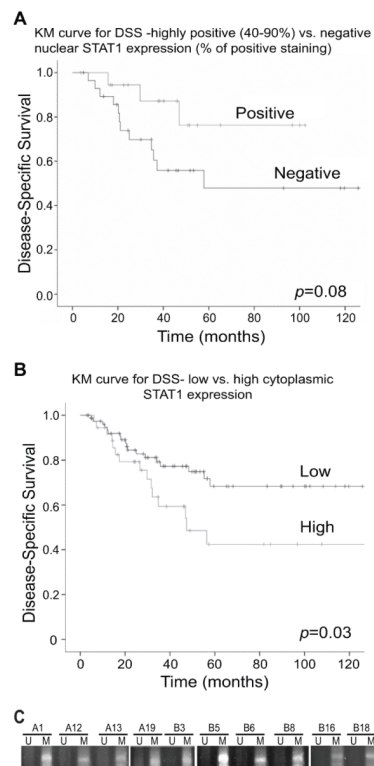 A
KM curve for DSS -highly positive (40-90%) vs. negative
nuclear STAT1 expression (% of positive staining)
Disease-Specific Survival
1.0
0.8
0.6
0.4
0.2
0.0
Positive
Negative
p=0.08
0 20 40 60 80 100 120
Time (months)
B
KM curve for DSS- low vs. high cytoplasmic
STAT1 expression
Disease-Specific Survival
1.0
0.8
0.6
0.4
0.2
0
Low
High
p=0.03
0 20 40 60 80 100 120
Time (months)
C
A1 A12 A13 A19 B3 B5 B6 B8 B16 B18
U M U M U M U M U M U M U M U M U M U M